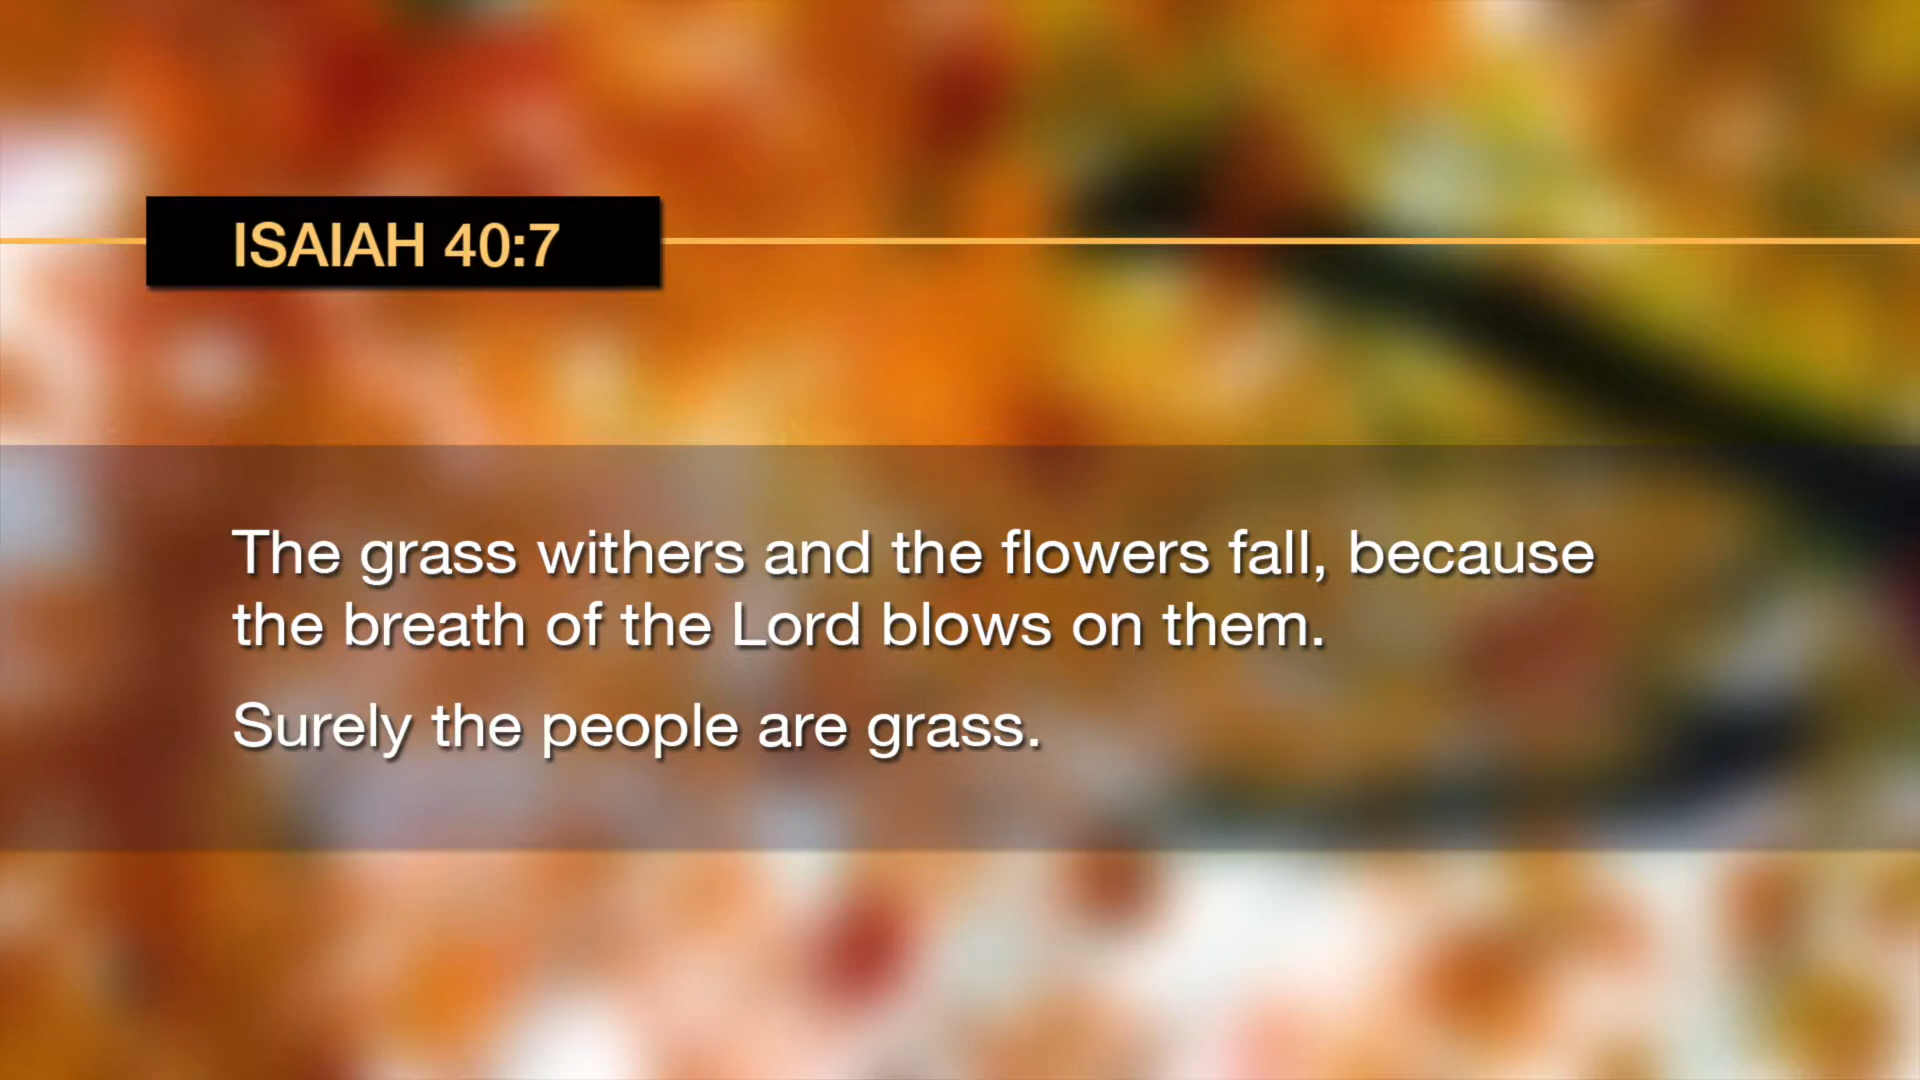 ISAIAH 40:7
The grass withers and the flowers fall, because
the breath of the Lord blows on them.
Surely the people are grass.